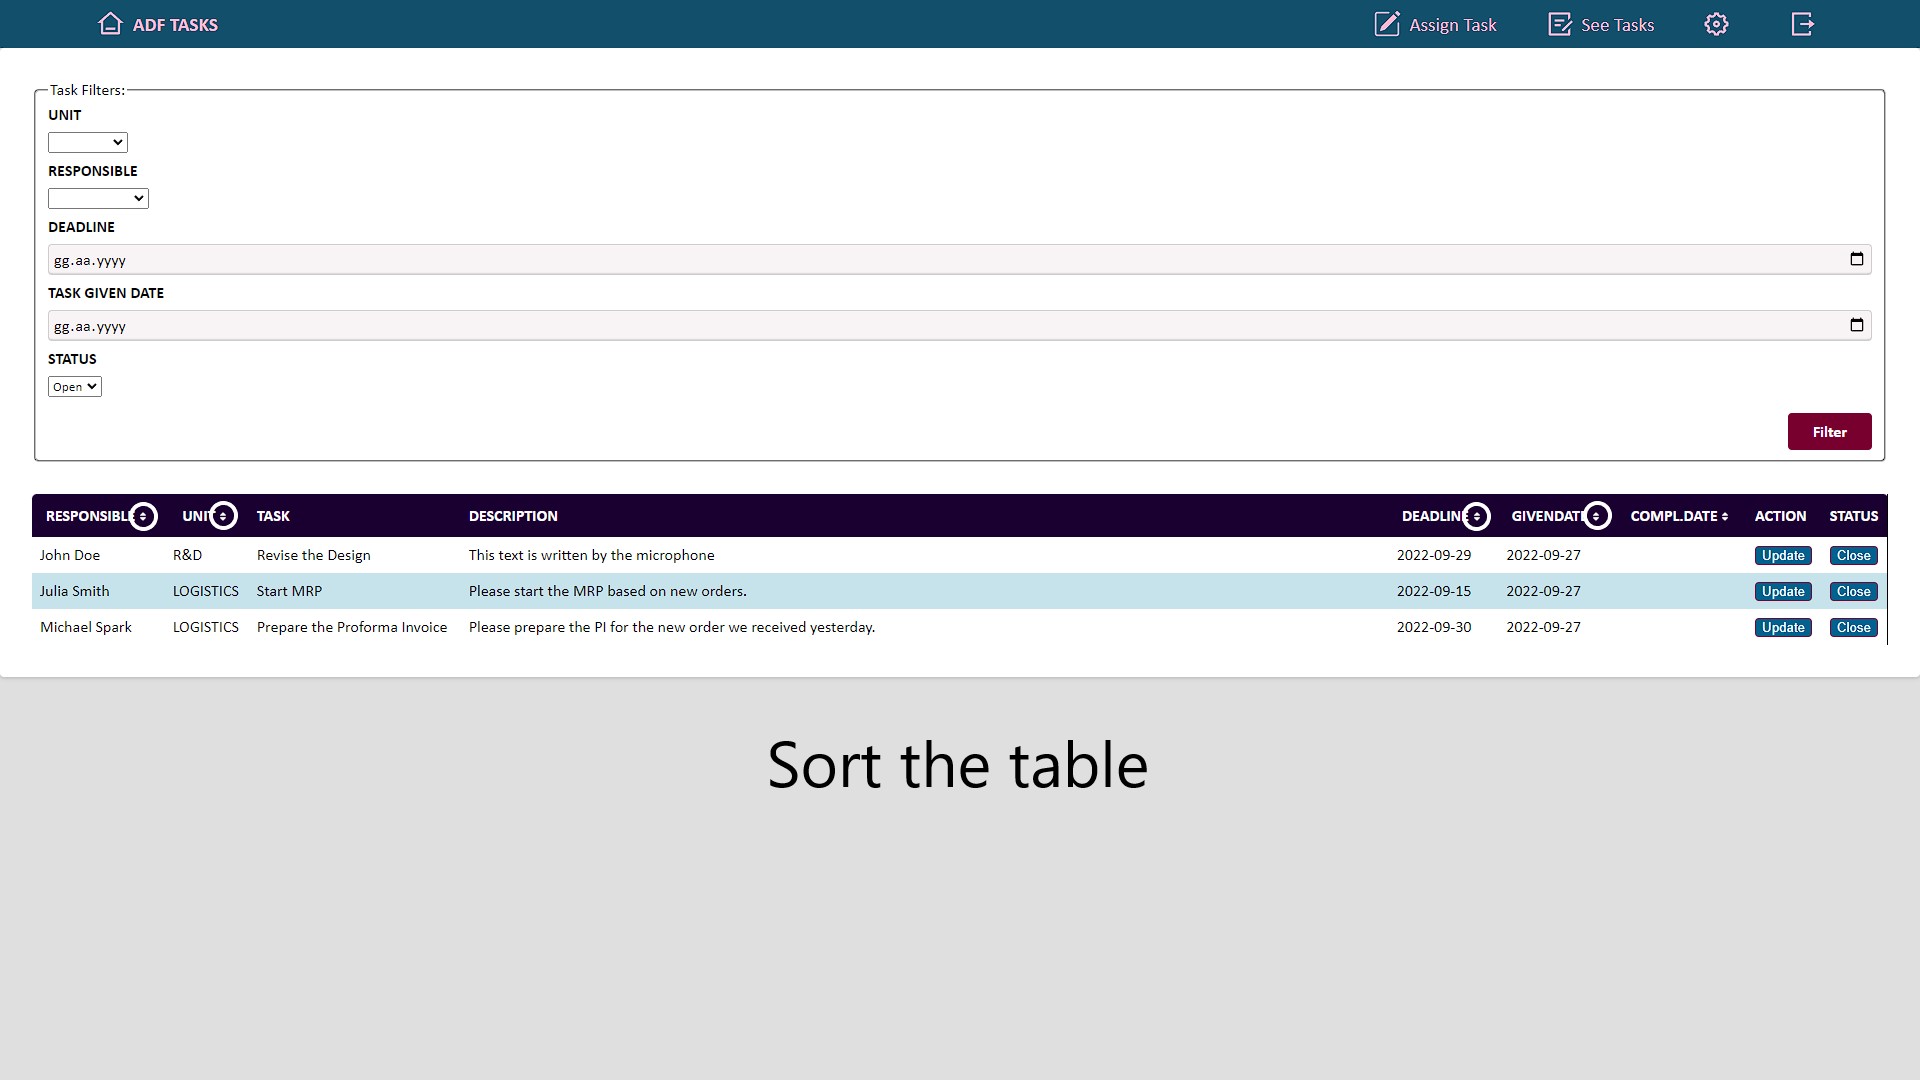 ADF TASKS Assign Task See Tasks
Task Filters:
UNIT
RESPONSIBLE
DEADLINE
gg.aa.yyyy
TASK GIVEN DATE
gg.aa.yyyy
STATUS
Open
Filter
RESPONSIBLE UNIT TASK DESCRIPTION DEADLINE GIVENDATE COMPL.DATE ACTION STATUS
John Doe R&D Revise the Design This text is written by the microphone 2022-09-29 2022-09-27 Update Close
Julia Smith LOGISTICS Start MRP Please start the MRP based on new orders. 2022-09-15 2022-09-27 Update Close
Michael Spark LOGISTICS Prepare the Proforma Invoice Please prepare the PI for the new order we received yesterday. 2022-09-30 2022-09-27 Update Close
Sort the table